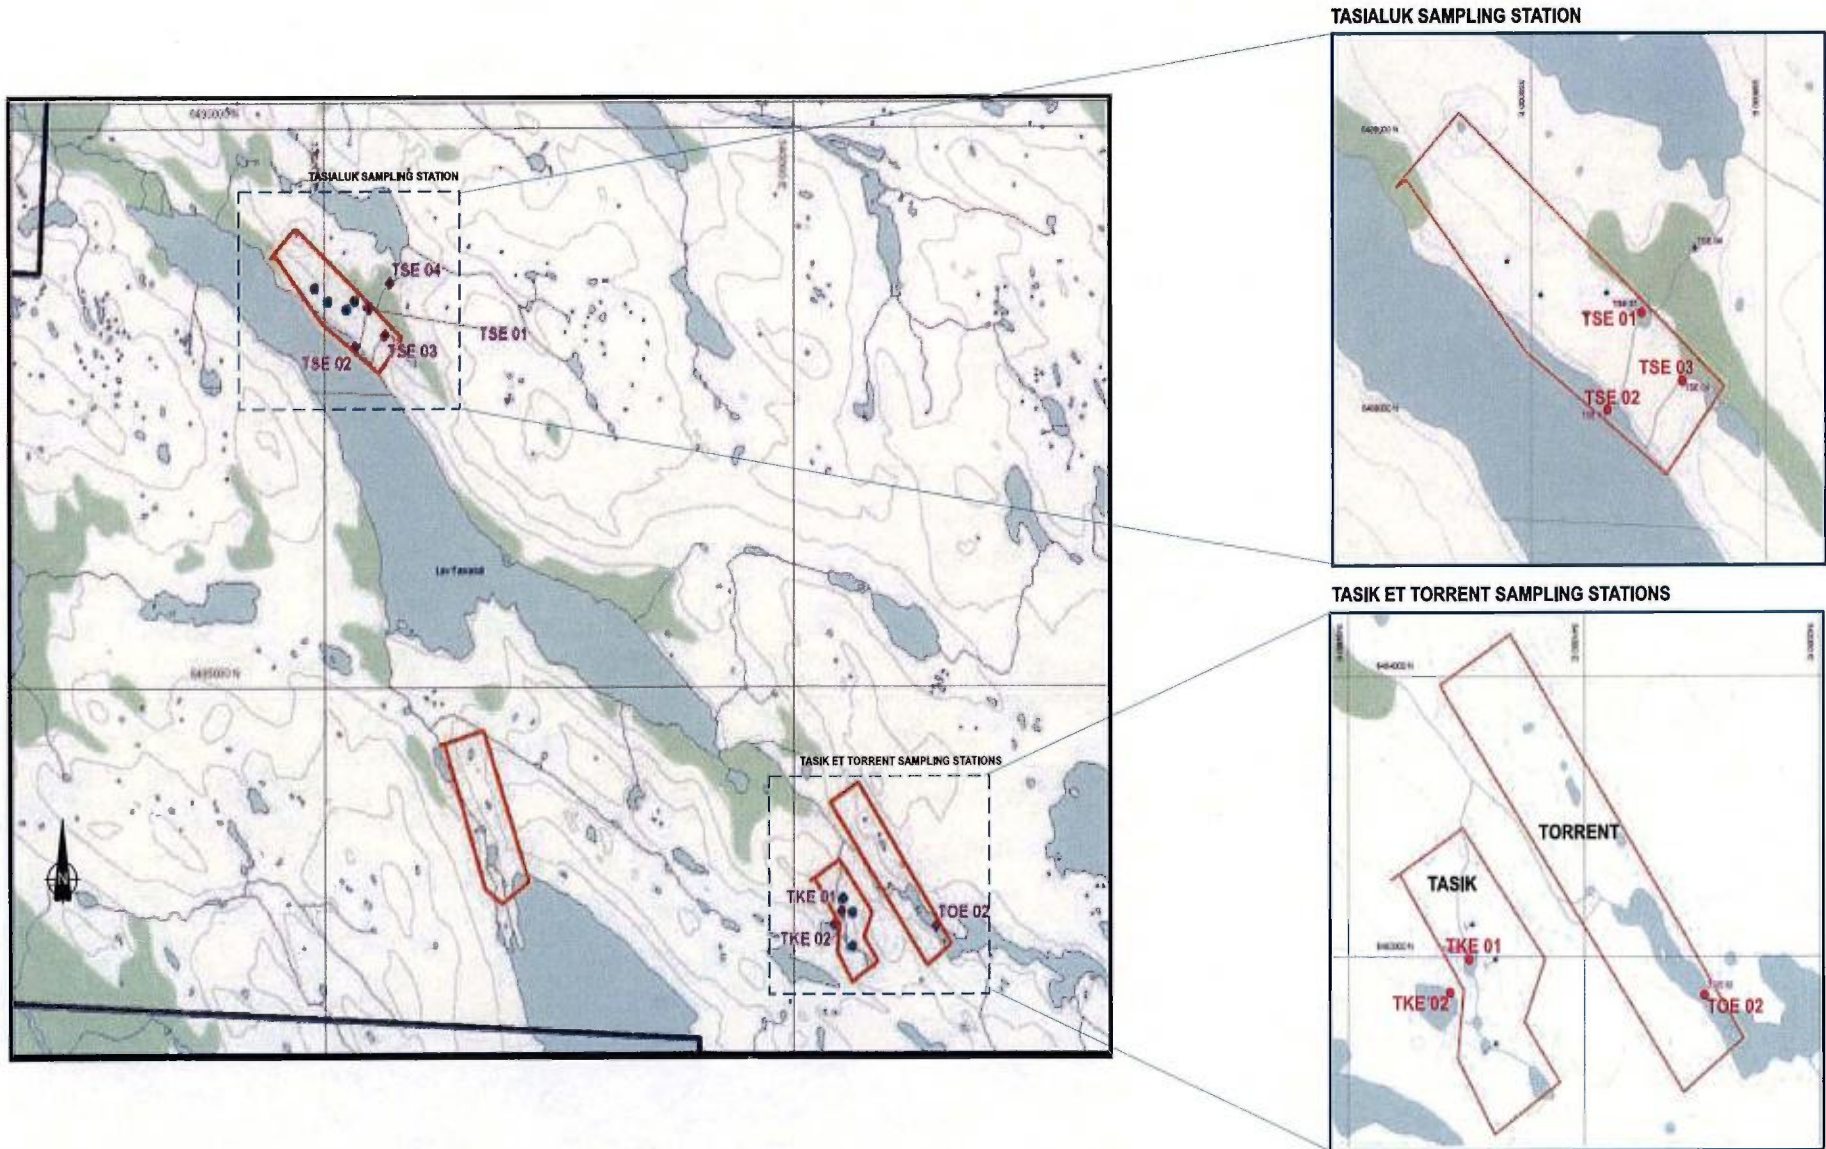 TASIALUK SAMPLING STATION
TASIALUK SAMPLING STATION
TSE 04
TSE 01
TSE 02
TSE 03
TASIK ET TORRENT SAMPLING STATIONS
TKE 01
TKE 02
TOE 02
N
TSE 04
TSE 01
TSE 03
TSE 02
TASIK ET TORRENT SAMPLING STATIONS
TORRENT
TASIK
TKE 01
TKE 02
TOE 02